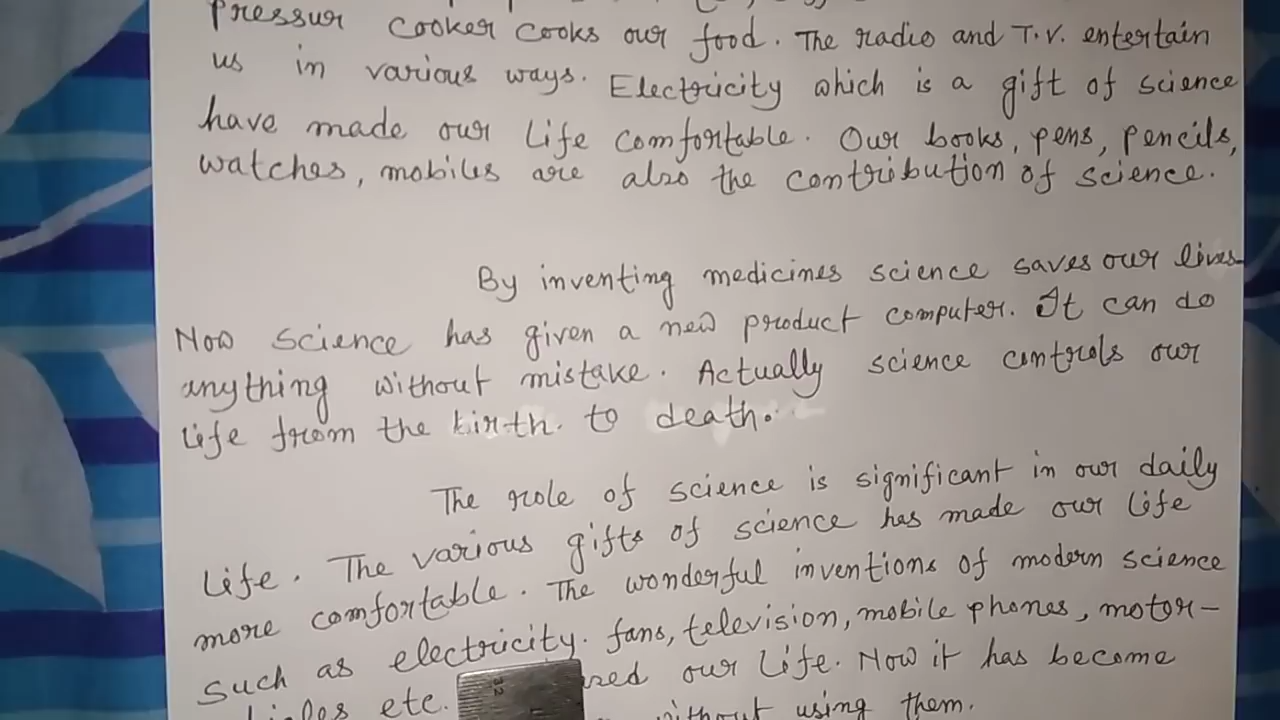 Pressur cooker cooks our food. The radio and T.V. entertain
us in various ways. Electricity which is a gift of science
have made our life comfortable. Our books, pens, pencils,
watches, mobiles are also the contribution of science.
By inventing medicines science saves our lives
Now science has given a new product computer. It can do
anything without mistake. Actually science controls our
life from the birth. to death.
The role of science is significant in our daily
life. The various gifts of science has made our life
more comfortable. The wonderful inventions of modern science
such as electricity. fans, television, mobile phones, motor-
etc. our life. Now it has become
without using them.